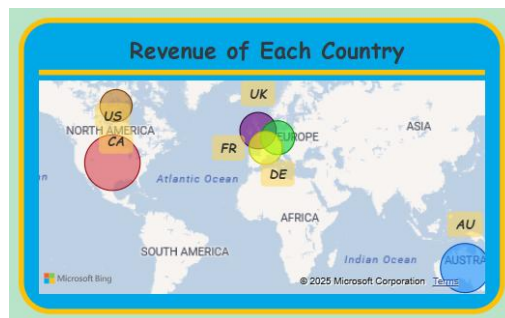 Revenue of Each Country
UK
US
NORTH AMERICA
CA
EUROPE
ASIA
FR
DE
Atlantic Ocean
AFRICA
AU
SOUTH AMERICA
Indian Ocean
AUSTRA
Microsoft Bing
© 2025 Microsoft Corporation Terms